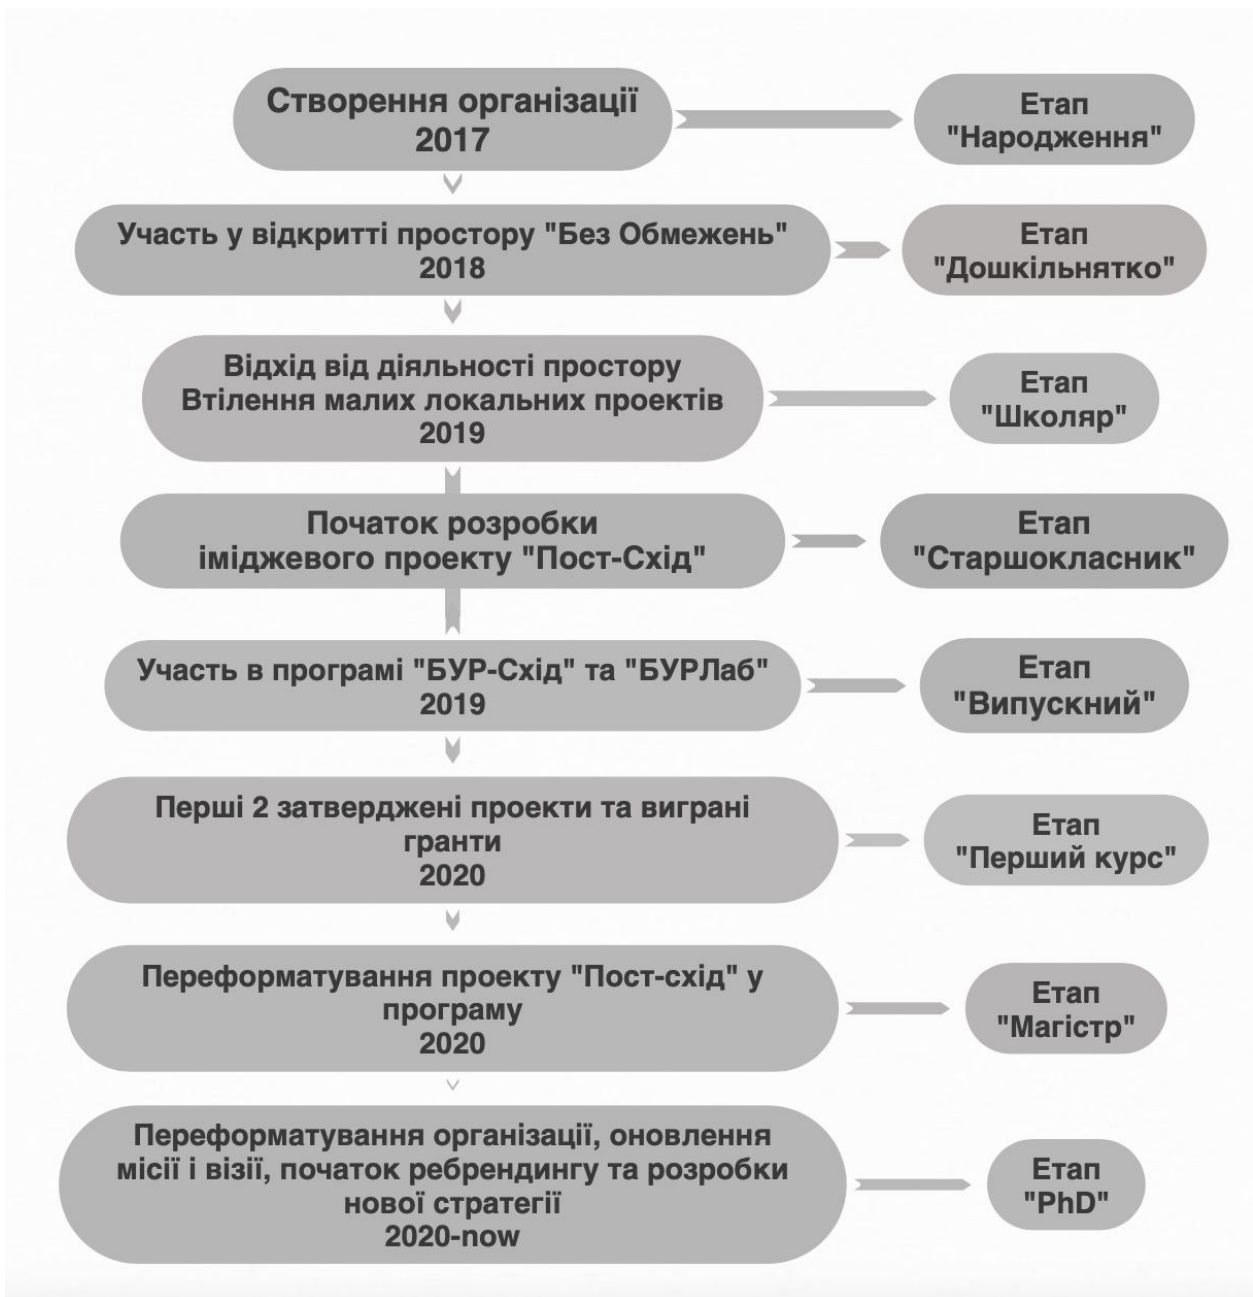 Створення організації
2017
Етап
"Народження"
Участь у відкритті простору "Без Обмежень"
2018
Етап
"Дошкільнятко"
Відхід від діяльності простору
Втілення малих локальних проектів
2019
Етап
"Школяр"
Початок розробки
іміджевого проекту "Пост-Схід"
Етап
"Старшокласник"
Участь в програмі "БУР-Схід" та "БУРЛаб"
2019
Етап
"Випускний"
Перші 2 затверджені проекти та виграні
гранти
2020
Етап
"Перший курс"
Переформатування проекту "Пост-схід" у
програму
2020
Етап
"Магістр"
Переформатування організації, оновлення
місії і візії, початок ребрендингу та розробки
нової стратегії
2020-now
Етап
"PhD"